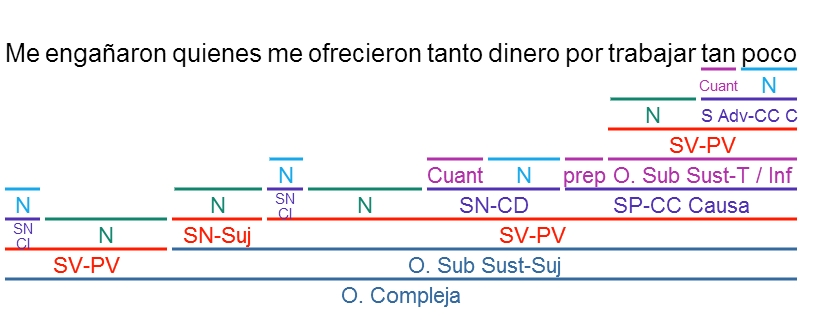 Me engañaron quienes me ofrecieron tanto dinero por trabajar tan poco
Cuant N
N S Adv-CC C
SV-PV
N Cuant N prep O. Sub Sust-T / Inf
N N SN CI N SN-CD SP-CC Causa
SN CI N SN-Suj SV-PV
SV-PV O. Sub Sust-Suj
O. Compleja